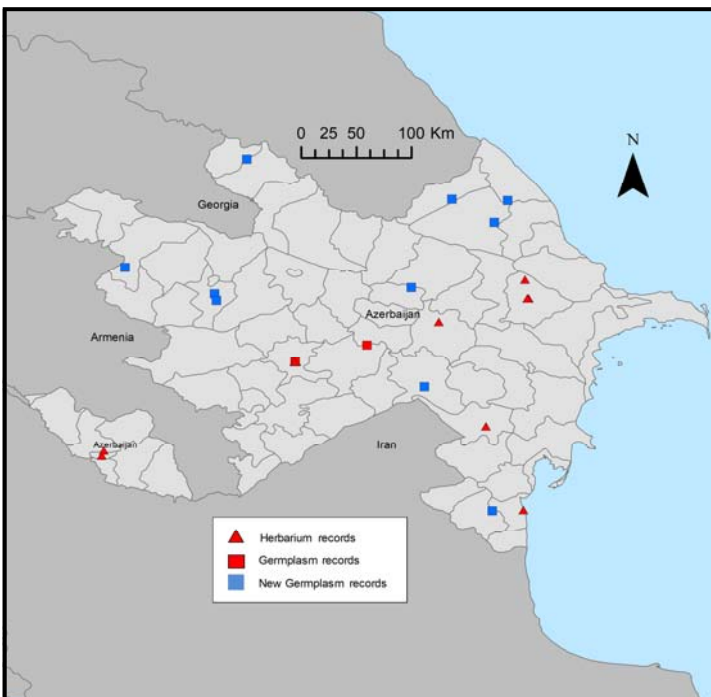 0 25 50 100 Km
N
Georgia
Azerbaijan
Armenia
Azerbaijan
Iran
Herbarium records
Germplasm records
New Germplasm records